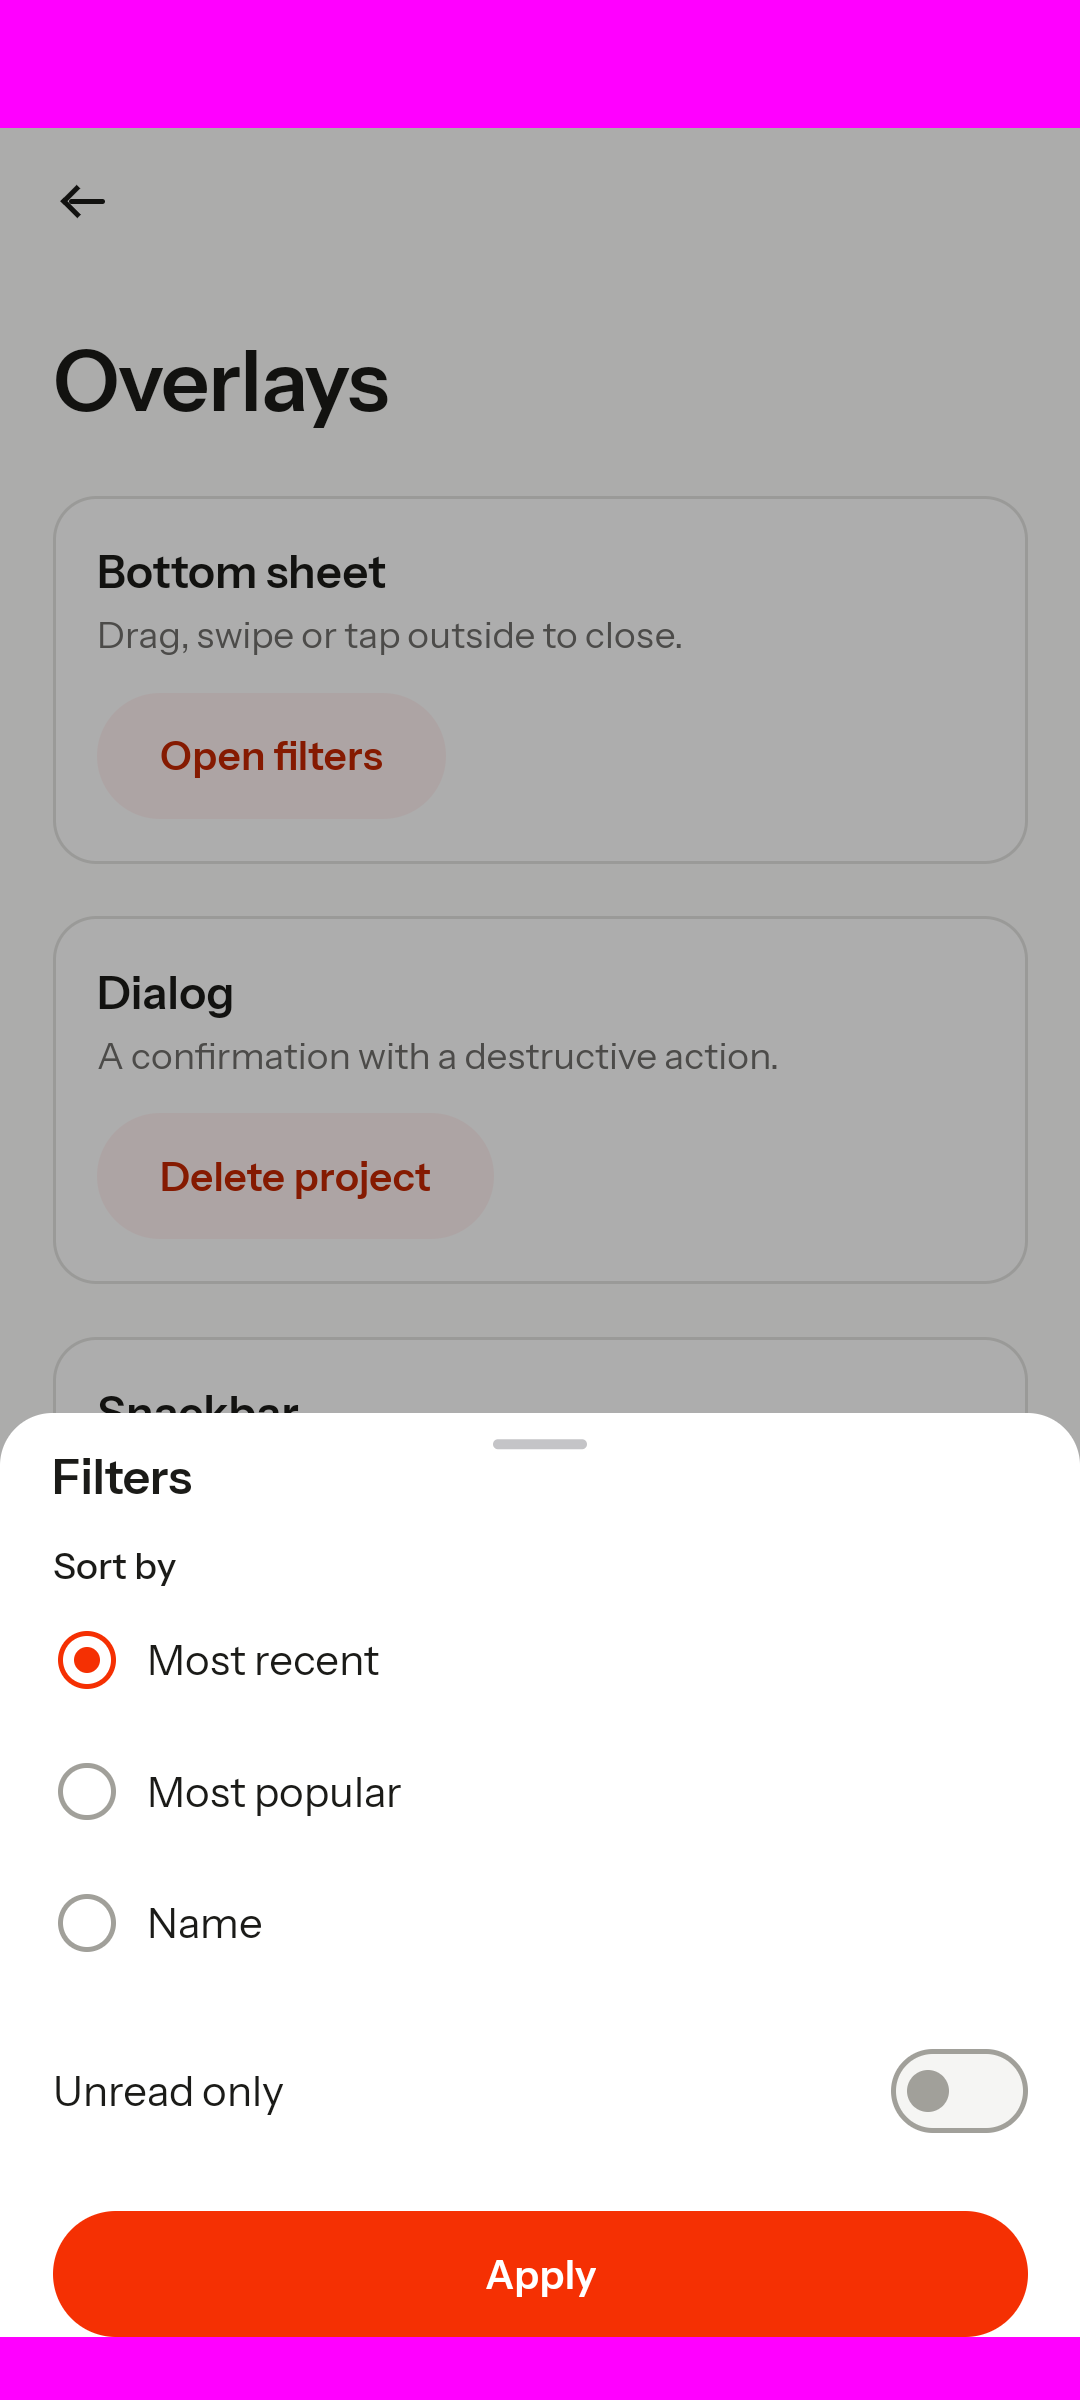 Overlays
Bottom sheet
Drag, swipe or tap outside to close.
Open filters
Dialog
A confirmation with a destructive action.
Delete project
Snackbar
Filters
Sort by
Most recent
Most popular
Name
Unread only
Apply